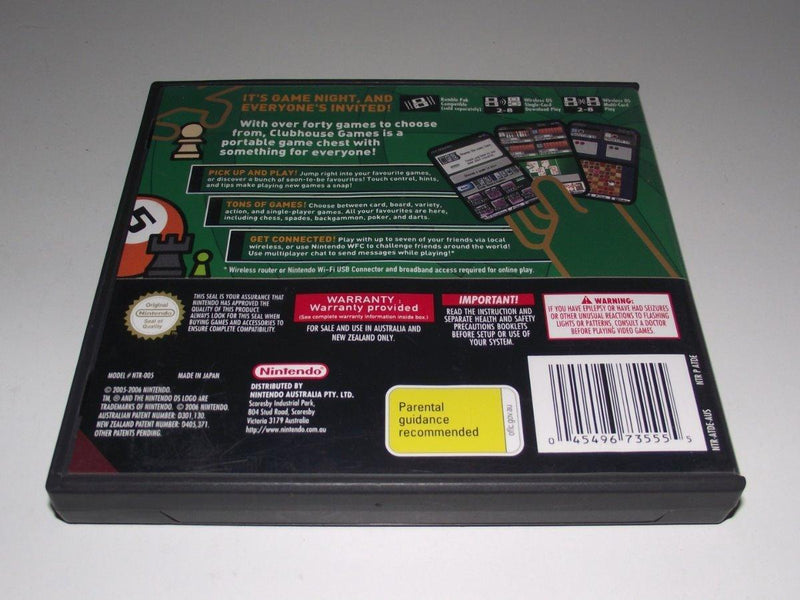 IT'S GAME NIGHT, AND
EVERYONE'S INVITED!
With over forty games to choose
from, Clubhouse Games is a
portable game chest with
something for everyone!
Rumble Pak
Compatible
(sold separately)
Wireless DS
Single-Card
Download Play
2-8
Wireless DS
Multi-Card
Play
2-8
PICK UP AND PLAY! Jump right into your favourite games,
or discover a bunch of soon-to-be favourites! Touch control, hints,
and tips make playing new games a snap!
TONS OF GAMES! Choose between card, board, variety,
action, and single-player games. All your favourites are here,
including chess, spades, backgammon, poker, and darts.
GET CONNECTED! Play with up to seven of your friends via local
wireless, or use Nintendo WFC to challenge friends around the world!
Use multiplayer chat to send messages while playing!*
* Wireless router or Nintendo Wi-Fi USB Connector and broadband access required for online play.
5
Original
Nintendo
Seal of
Quality
THIS SEAL IS YOUR ASSURANCE THAT
NINTENDO HAS APPROVED THE
QUALITY OF THIS PRODUCT.
ALWAYS LOOK FOR THIS SEAL WHEN
BUYING GAMES AND ACCESSORIES TO
ENSURE COMPLETE COMPATIBILITY.
WARRANTY :
Warranty provided
(See complete warranty information inside box.)
FOR SALE AND USE IN AUSTRALIA AND
NEW ZEALAND ONLY.
IMPORTANT!
READ THE INSTRUCTION AND
SEPARATE HEALTH AND SAFETY
PRECAUTIONS BOOKLETS
BEFORE SETUP OR USE OF
YOUR SYSTEM.
WARNING:
IF YOU HAVE EPILEPSY OR HAVE HAD SEIZURES
OR OTHER UNUSUAL REACTIONS TO FLASHING
LIGHTS OR PATTERNS, CONSULT A DOCTOR
BEFORE PLAYING VIDEO GAMES.
MODEL # NTR-005 MADE IN JAPAN
© 2005-2006 NINTENDO.
TM, ® AND THE NINTENDO DS LOGO ARE
TRADEMARKS OF NINTENDO. © 2006 NINTENDO.
AUSTRALIAN PATENT NUMBER: D301,130.
NEW ZEALAND PATENT NUMBER: D405,371.
OTHER PATENTS PENDING.
Nintendo
DISTRIBUTED BY
NINTENDO AUSTRALIA PTY. LTD.
Scoresby Industrial Park,
804 Stud Road, Scoresby
Victoria 3179 Australia
http://www.nintendo.com.au
Parental
guidance
recommended
oflc.gov.au
0 45496 73555 5
NTR P ATDE
NTR-ATDE-AUS